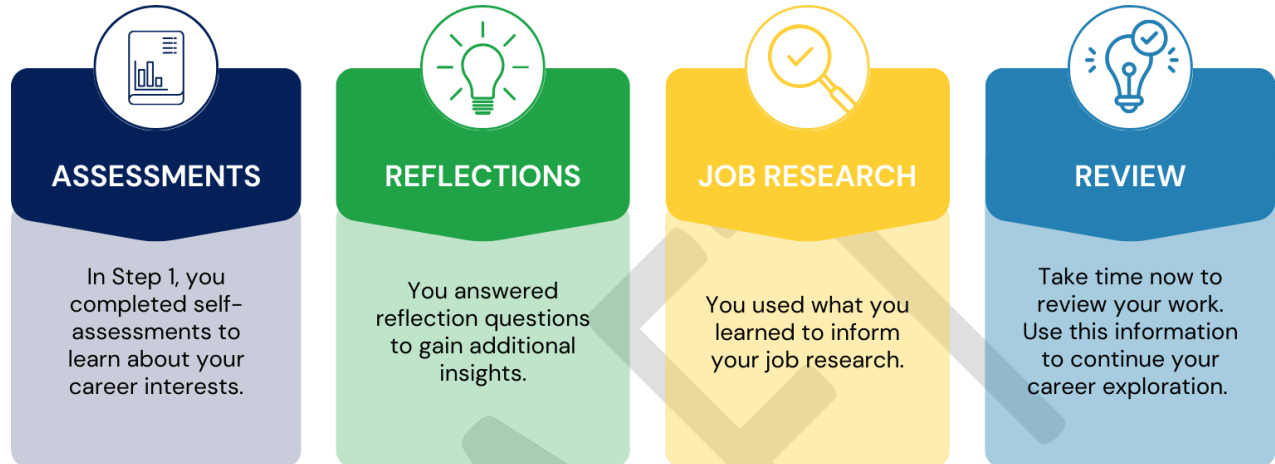 ASSESSMENTS
In Step 1, you
completed self-
assessments to
learn about your
career interests.
REFLECTIONS
You answered
reflection questions
to gain additional
insights.
JOB RESEARCH
You used what you
learned to inform
your job research.
REVIEW
Take time now to
review your work.
Use this information
to continue your
career exploration.